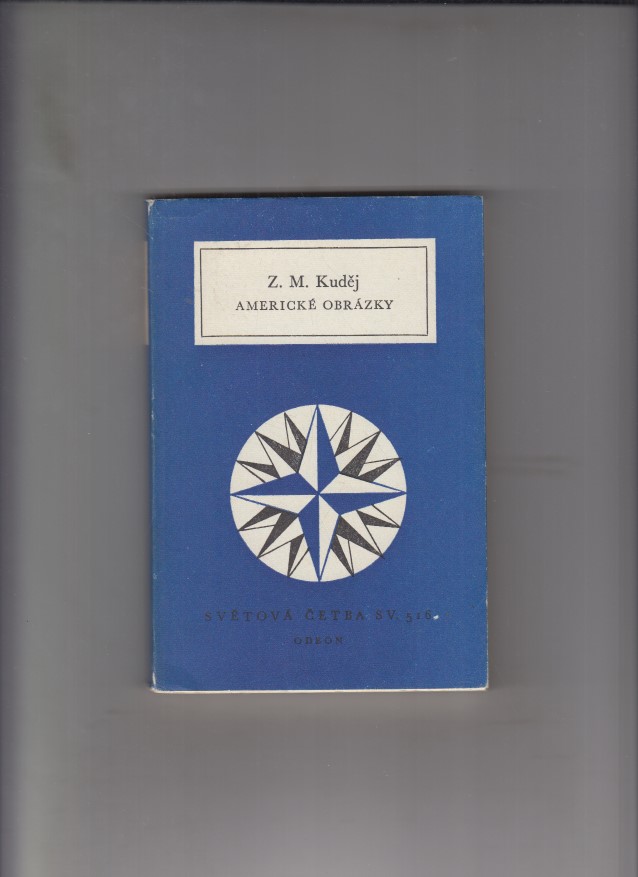 Z. M. Kuděj
AMERICKÉ OBRÁZKY
SVĚTOVÁ ČETBA SV. 516
ODEON